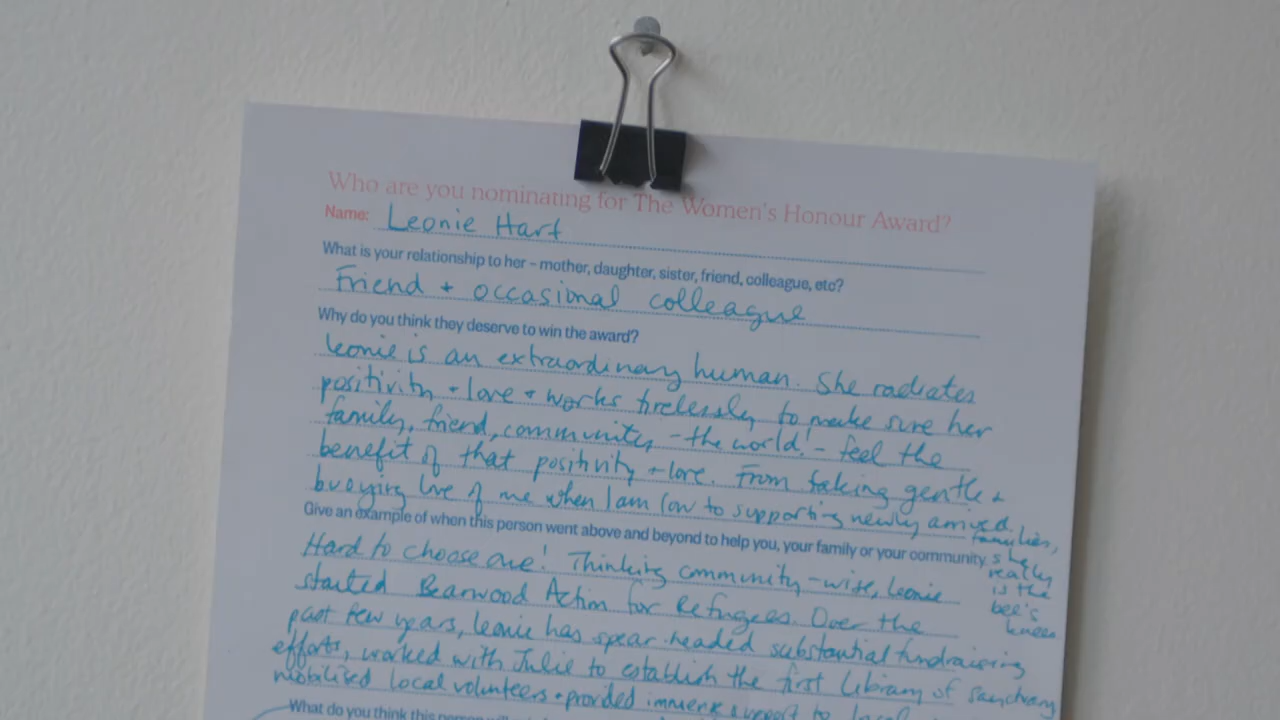 Who are you nominating for The Women's Honour Award?
Name: Leonie Hart
What is your relationship to her – mother, daughter, sister, friend, colleague, etc?
Friend + occasional colleague
Why do you think they deserve to win the award?
Leonie is an extraordinary human. She radiates
positivity + love + works tirelessly to make sure her
family, friend, community, - the world! - feel the
benefit of that positivity + love. From taking gentle +
buoying love of me when I am low to supporting newly arrived
families,
she
really
is the
bee's
knees
Give an example of when this person went above and beyond to help you, your family or your community.
Hard to choose one! Thinking community-wise, Leonie
started Bearwood Action for Refugees. Over the
past few years, Leonie has spear-headed substantial fundraising
efforts, worked with Julie to establish the first Library of Sanctuary
mobilised local volunteers + provided immense support to local
What do you think this person